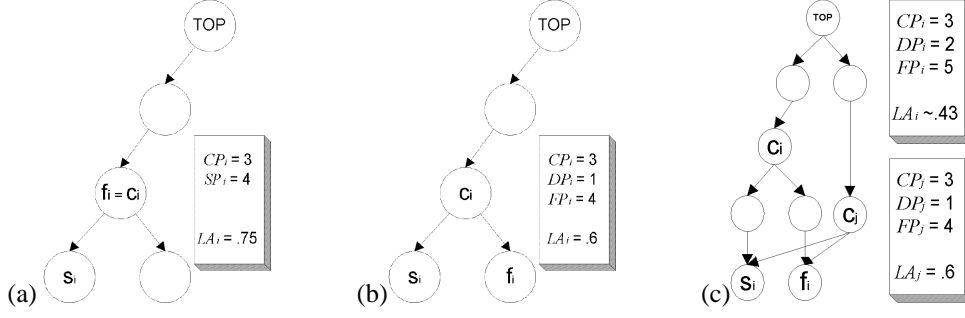 (a)
TOP
fᵢ = cᵢ
sᵢ
CPᵢ = 3
SPᵢ = 4
LAᵢ = .75
(b)
TOP
cᵢ
sᵢ
fᵢ
CPᵢ = 3
DPᵢ = 1
FPᵢ = 4
LAᵢ = .6
(c)
TOP
cᵢ
cⱼ
sᵢ
fᵢ
CPᵢ = 3
DPᵢ = 2
FPᵢ = 5
LAᵢ ~.43
CPⱼ = 3
DPⱼ = 1
FPⱼ = 4
LAⱼ = .6